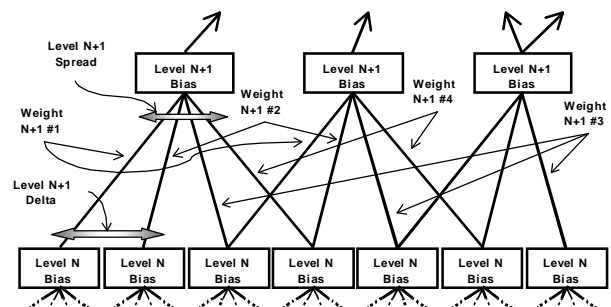 Level N+1
Spread
Level N+1
Bias
Level N+1
Bias
Level N+1
Bias
Weight
N+1 #1
Weight
N+1 #2
Weight
N+1 #4
Weight
N+1 #3
Level N+1
Delta
Level N
Bias
Level N
Bias
Level N
Bias
Level N
Bias
Level N
Bias
Level N
Bias
Level N
Bias